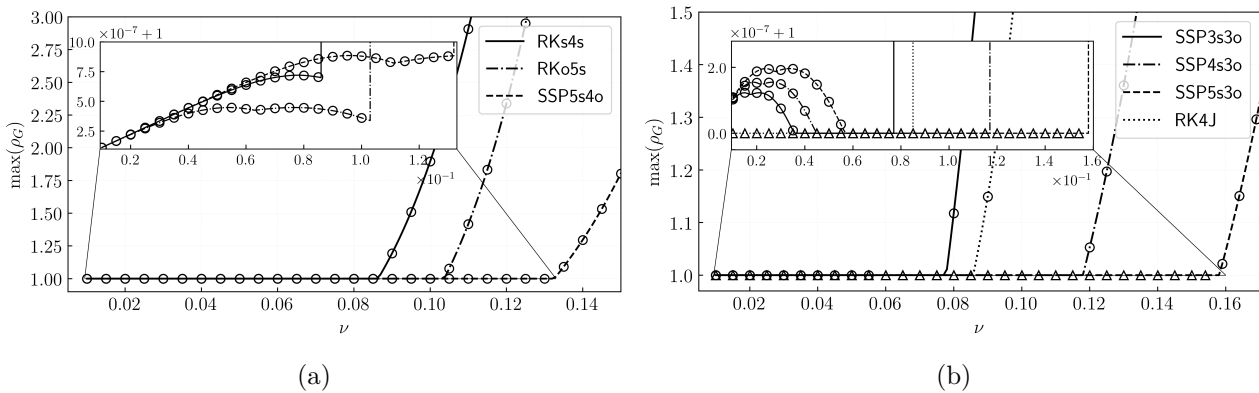 3.00
2.75
2.50
2.25
2.00
1.75
1.50
1.25
1.00
max(ρ_G)
×10⁻⁷ + 1
10.0
7.5
5.0
2.5
0.2 0.4 0.6 0.8 1.0 1.2
×10⁻¹
RKs4s
RKo5s
SSP5s4o
0.02 0.04 0.06 0.08 0.10 0.12 0.14
ν
(a)
1.5
1.4
1.3
1.2
1.1
1.0
max(ρ_G)
×10⁻⁷ + 1
2.0
0.0
0.2 0.4 0.6 0.8 1.0 1.2 1.4 1.6
×10⁻¹
SSP3s3o
SSP4s3o
SSP5s3o
RK4J
0.02 0.04 0.06 0.08 0.10 0.12 0.14 0.16
ν
(b)